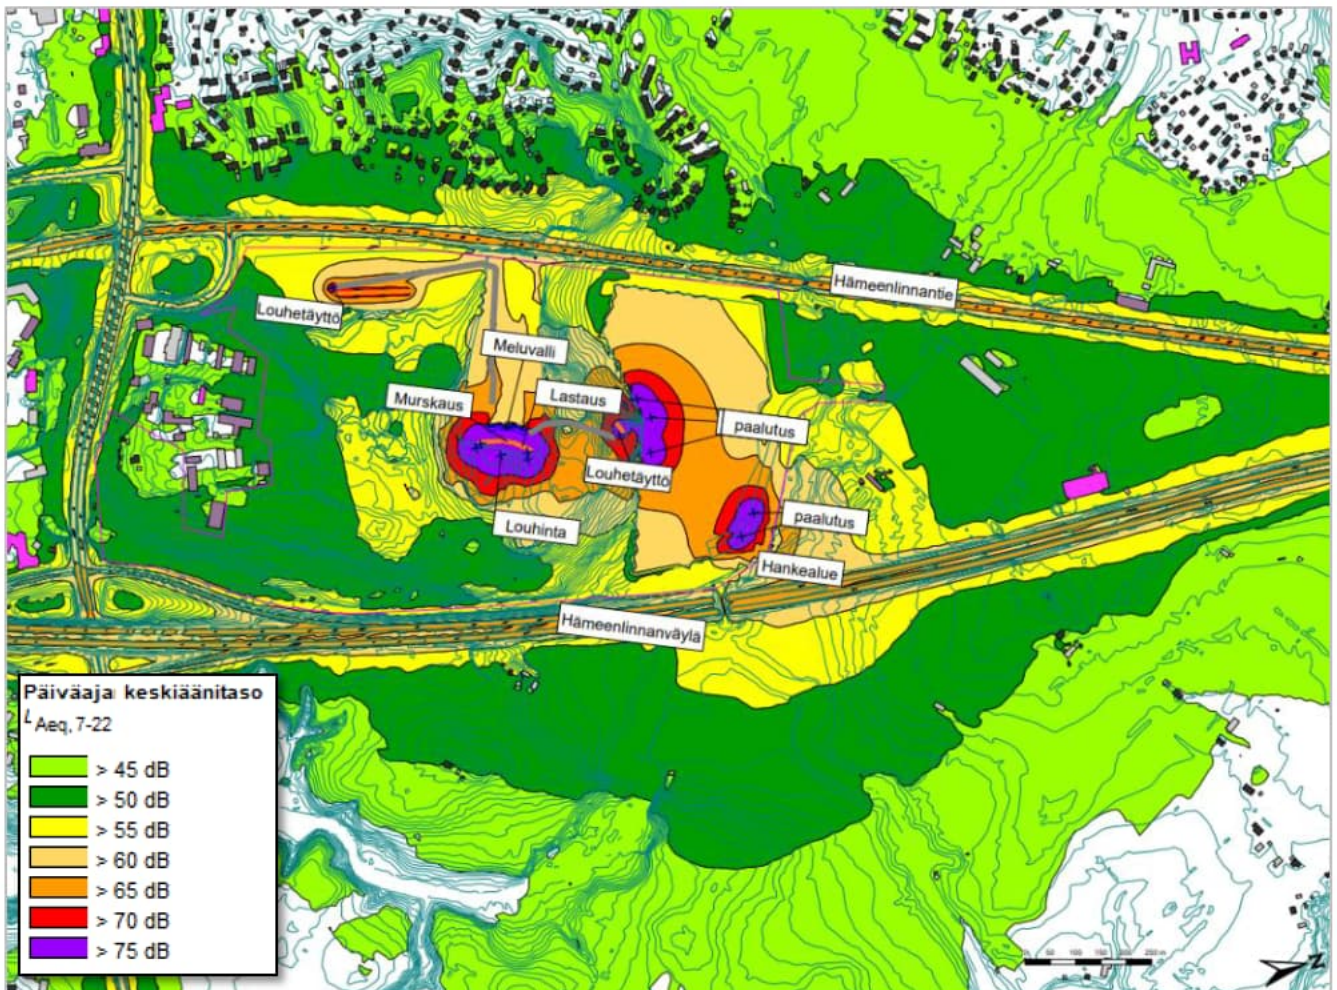 Hämeenlinnantie
Louhetäyttö
Meluvalli
Murskaus
Lastaus
paalutus
Louhetäyttö
paalutus
Louhinta
Hankealue
Hämeenlinnanväylä
Päiväaja keskiäänitaso
L Aeq, 7-22
> 45 dB
> 50 dB
> 55 dB
> 60 dB
> 65 dB
> 70 dB
> 75 dB
N